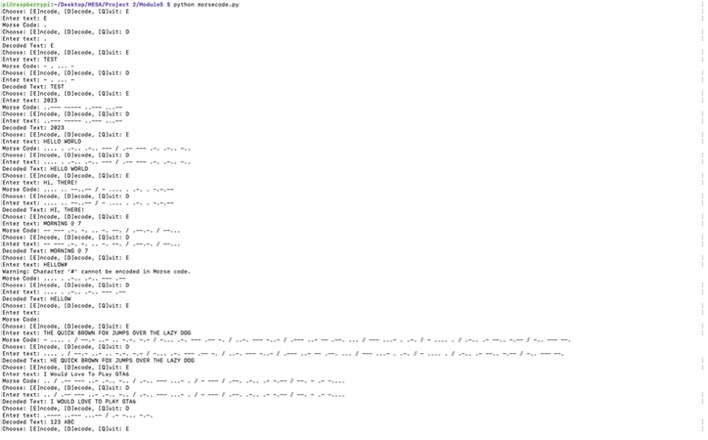 pi@raspberrypi:~/Desktop/MESA/Project 2/Module5 $ python morsecode.py
Choose: [E]ncode, [D]ecode, [Q]uit: E
Enter text: E
Morse Code: .
Choose: [E]ncode, [D]ecode, [Q]uit: D
Enter text: .
Decoded Text: E
Choose: [E]ncode, [D]ecode, [Q]uit: E
Enter text: TEST
Morse Code: - . ... -
Choose: [E]ncode, [D]ecode, [Q]uit: D
Enter text: - . ... -
Decoded Text: TEST
Choose: [E]ncode, [D]ecode, [Q]uit: E
Enter text: 2023
Morse Code: ..--- ----- ..--- ...--
Choose: [E]ncode, [D]ecode, [Q]uit: D
Enter text: ..--- ----- ..--- ...--
Decoded Text: 2023
Choose: [E]ncode, [D]ecode, [Q]uit: E
Enter text: HELLO WORLD
Morse Code: .... . .-.. .-.. --- / .-- --- .-. .-.. -..
Choose: [E]ncode, [D]ecode, [Q]uit: D
Enter text: .... . .-.. .-.. --- / .-- --- .-. .-.. -..
Decoded Text: HELLO WORLD
Choose: [E]ncode, [D]ecode, [Q]uit: E
Enter text: Hi, THERE!
Morse Code: .... .. --..-- / - .... . .-. . -.-.--
Choose: [E]ncode, [D]ecode, [Q]uit: D
Enter text: .... .. --..-- / - .... . .-. . -.-.--
Decoded Text: HI, THERE!
Choose: [E]ncode, [D]ecode, [Q]uit: E
Enter text: MORNING @ 7
Morse Code: -- --- .-. -. .. -. --. / .--.-. / --...
Choose: [E]ncode, [D]ecode, [Q]uit: D
Enter text: -- --- .-. -. .. -. --. / .--.-. / --...
Decoded Text: MORNING @ 7
Choose: [E]ncode, [D]ecode, [Q]uit: E
Enter text: HELLOW#
Warning: Character '#' cannot be encoded in Morse code.
Morse Code: .... . .-.. .-.. --- .--
Choose: [E]ncode, [D]ecode, [Q]uit: D
Enter text: .... . .-.. .-.. --- .--
Decoded Text: HELLOW
Choose: [E]ncode, [D]ecode, [Q]uit: E
Enter text:
Morse Code:
Choose: [E]ncode, [D]ecode, [Q]uit: E
Enter text: THE QUICK BROWN FOX JUMPS OVER THE LAZY DOG
Morse Code: - .... . / --.- ..- .. -.-. -.- / -... .-. --- .-- -. / ..-. --- -..- / .--- ..- -- .--. ... / --- ...- . .-. / - .... . / .-.. .- --.. -.-- / -.. --- --.
Choose: [E]ncode, [D]ecode, [Q]uit: D
Enter text: .... . / --.- ..- .. -.-. -.- / -... .-. --- .-- -. / ..-. --- -..- / .--- ..- -- .--. ... / --- ...- . .-. / - .... . / .-.. .- --.. -.-- / -.. --- --.
Decoded Text: HE QUICK BROWN FOX JUMPS OVER THE LAZY DOG
Choose: [E]ncode, [D]ecode, [Q]uit: E
Enter text: I Would Love To PLay GTA6
Morse Code: .. / .-- --- ..- .-.. -.. / .-.. --- ...- . / - --- / .--. .-.. .- -.-- / --. - .- -....
Choose: [E]ncode, [D]ecode, [Q]uit: D
Enter text: .. / .-- --- ..- .-.. -.. / .-.. --- ...- . / - --- / .--. .-.. .- -.-- / --. - .- -....
Decoded Text: I WOULD LOVE TO PLAY GTA6
Choose: [E]ncode, [D]ecode, [Q]uit: D
Enter text: .---- ..--- ...-- / .- -... -.-.
Decoded Text: 123 ABC
Choose: [E]ncode, [D]ecode, [Q]uit: E